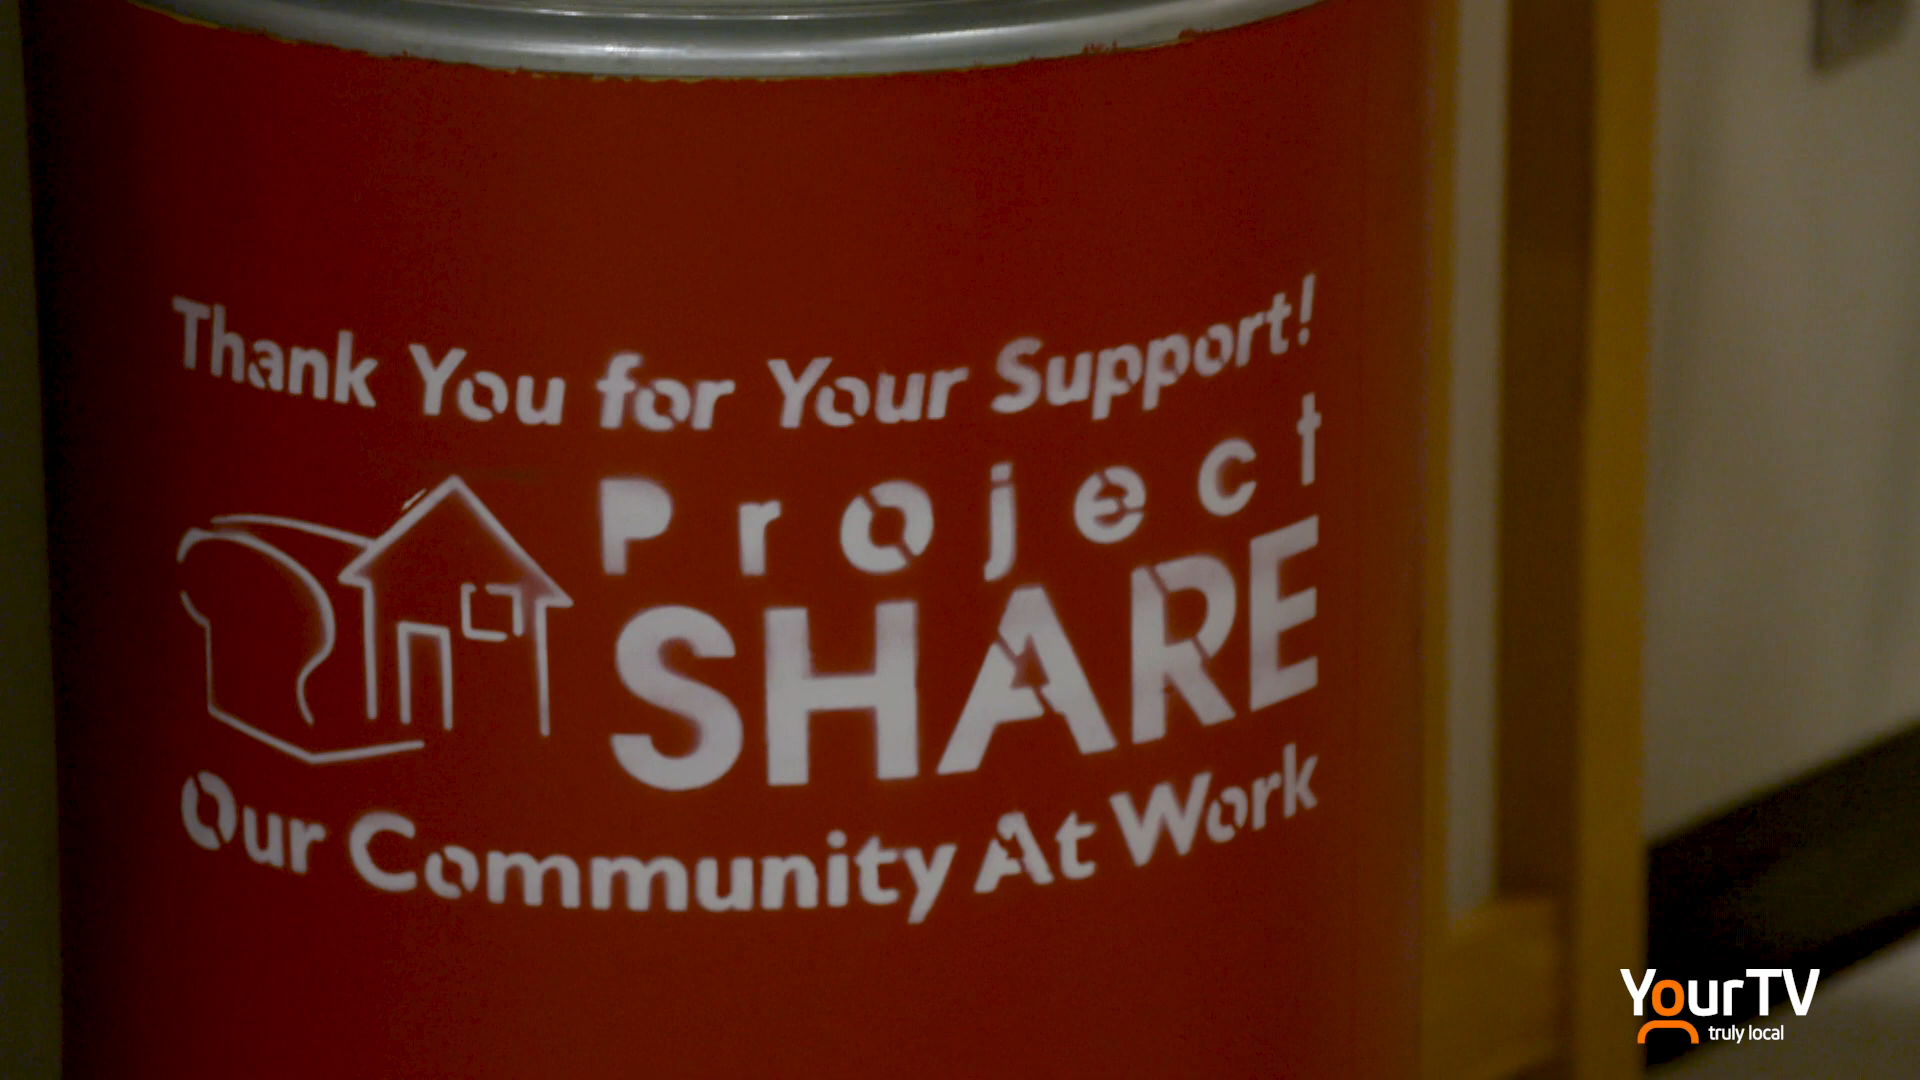 Thank You for Your Support!
Project
SHARE
Our Community At Work
YourTV
truly local